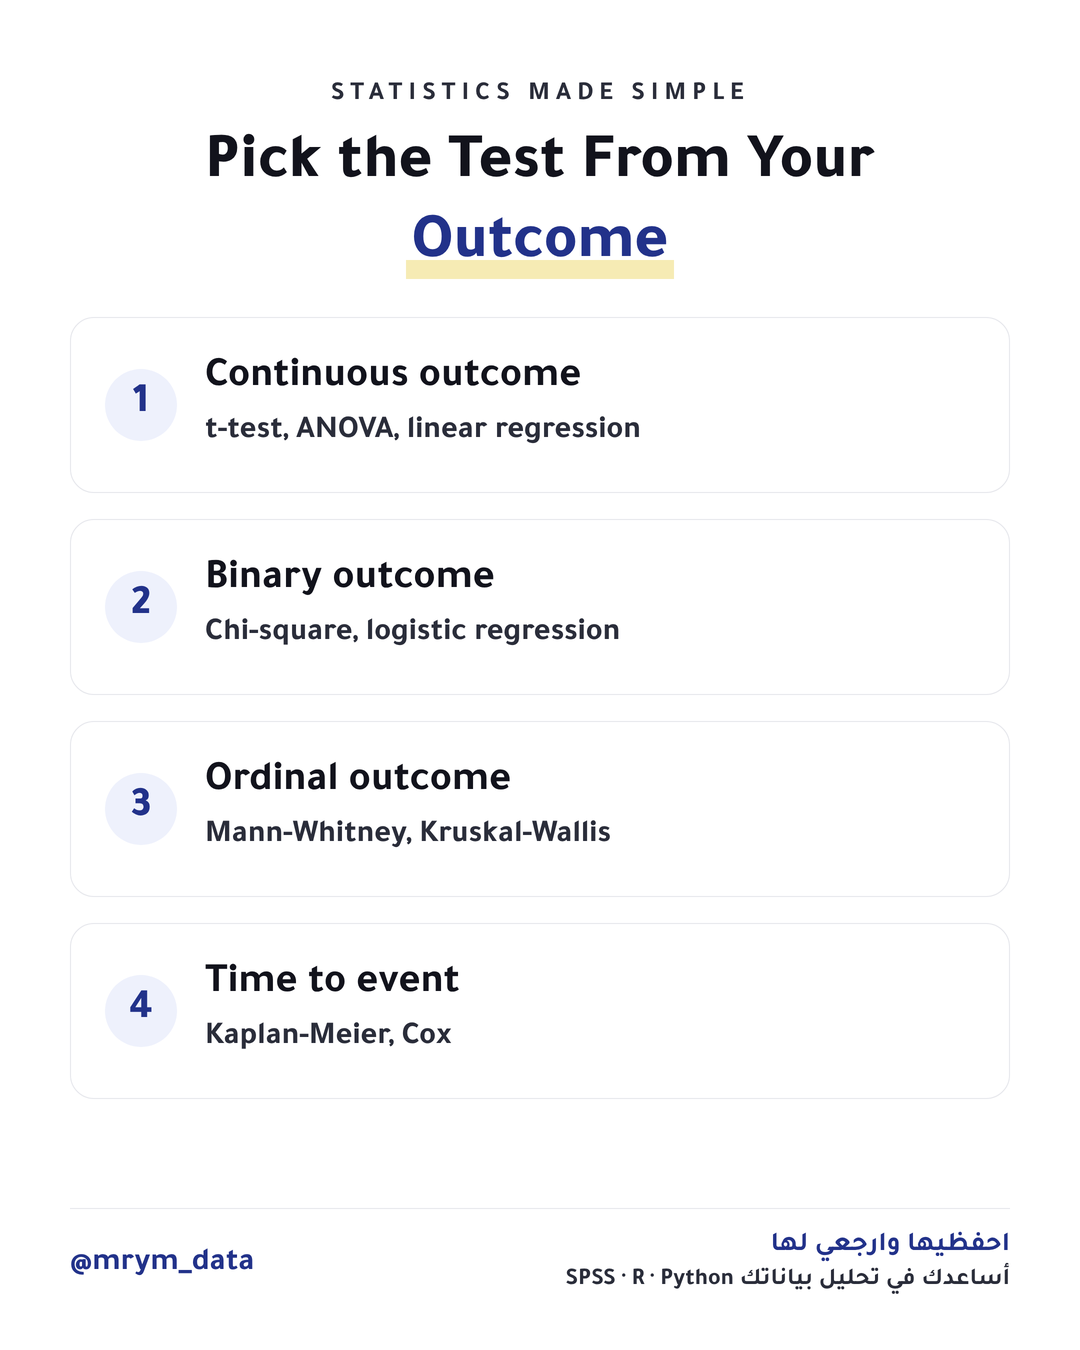 STATISTICS MADE SIMPLE
Pick the Test From Your
Outcome
1
Continuous outcome
t-test, ANOVA, linear regression
2
Binary outcome
Chi-square, logistic regression
3
Ordinal outcome
Mann-Whitney, Kruskal-Wallis
4
Time to event
Kaplan-Meier, Cox
@mrym_data
احفظيها وارجعي لها
أساعدك في تحليل بياناتك SPSS · R · Python